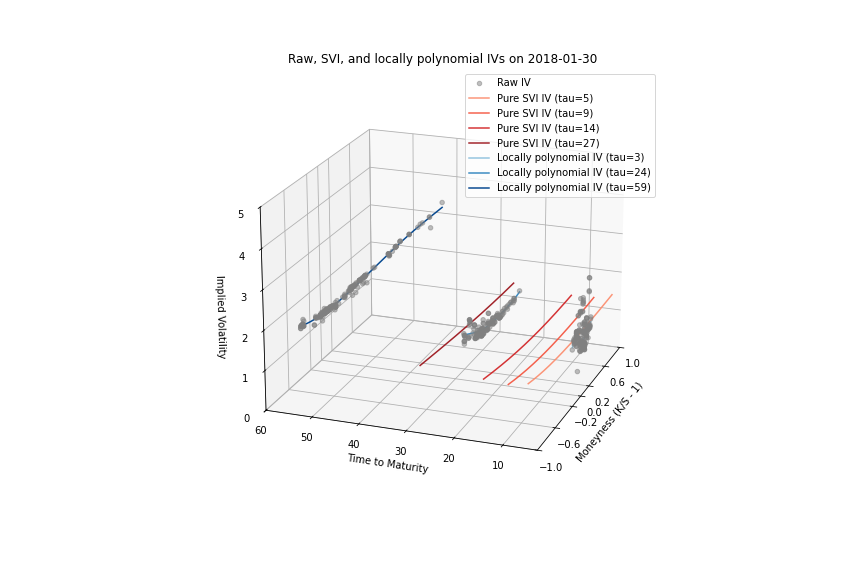 Raw, SVI, and locally polynomial IVs on 2018-01-30
Raw IV
Pure SVI IV (tau=5)
Pure SVI IV (tau=9)
Pure SVI IV (tau=14)
Pure SVI IV (tau=27)
Locally polynomial IV (tau=3)
Locally polynomial IV (tau=24)
Locally polynomial IV (tau=59)
5
4
3
2
1
0
Implied Volatility
60
50
40
30
20
10
Time to Maturity
1.0
0.6
0.2
0.0
−0.2
−0.6
−1.0
Moneyness (K/S - 1)